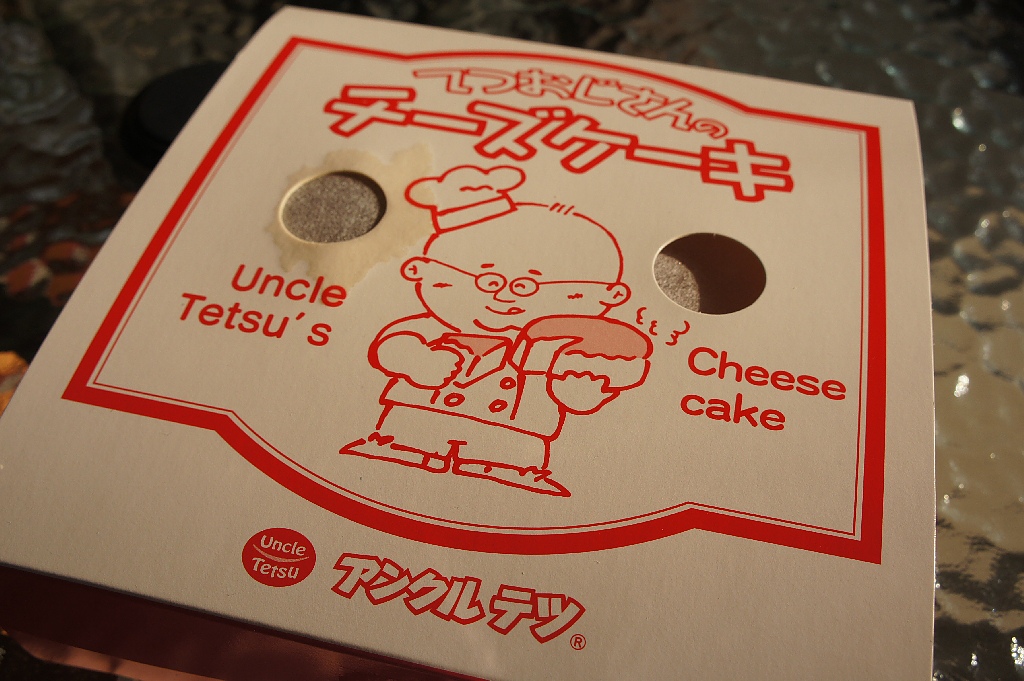 てつおじさんの
チーズケーキ
Uncle
Tetsu's
Cheese
cake
Uncle
Tetsu
アンクルテツ®